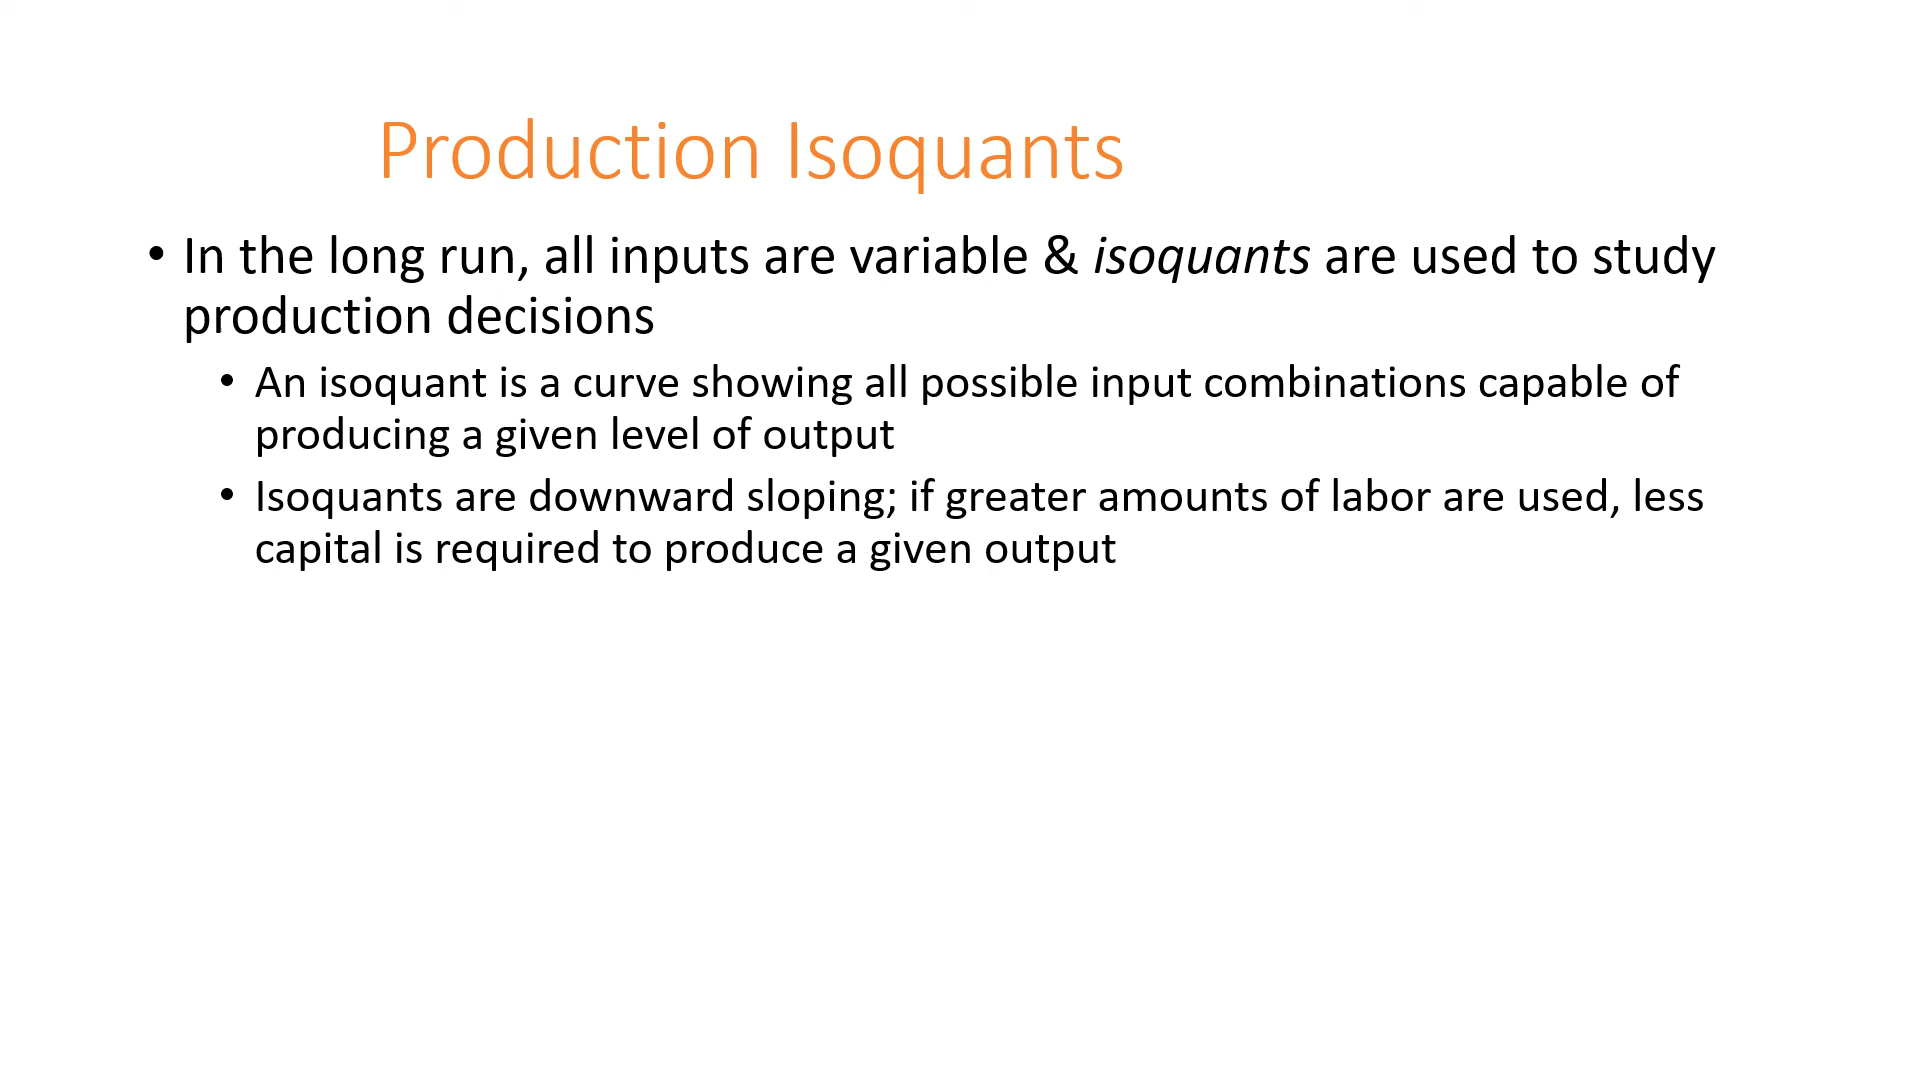 Production Isoquants
• In the long run, all inputs are variable & isoquants are used to study
production decisions
• An isoquant is a curve showing all possible input combinations capable of
producing a given level of output
• Isoquants are downward sloping; if greater amounts of labor are used, less
capital is required to produce a given output